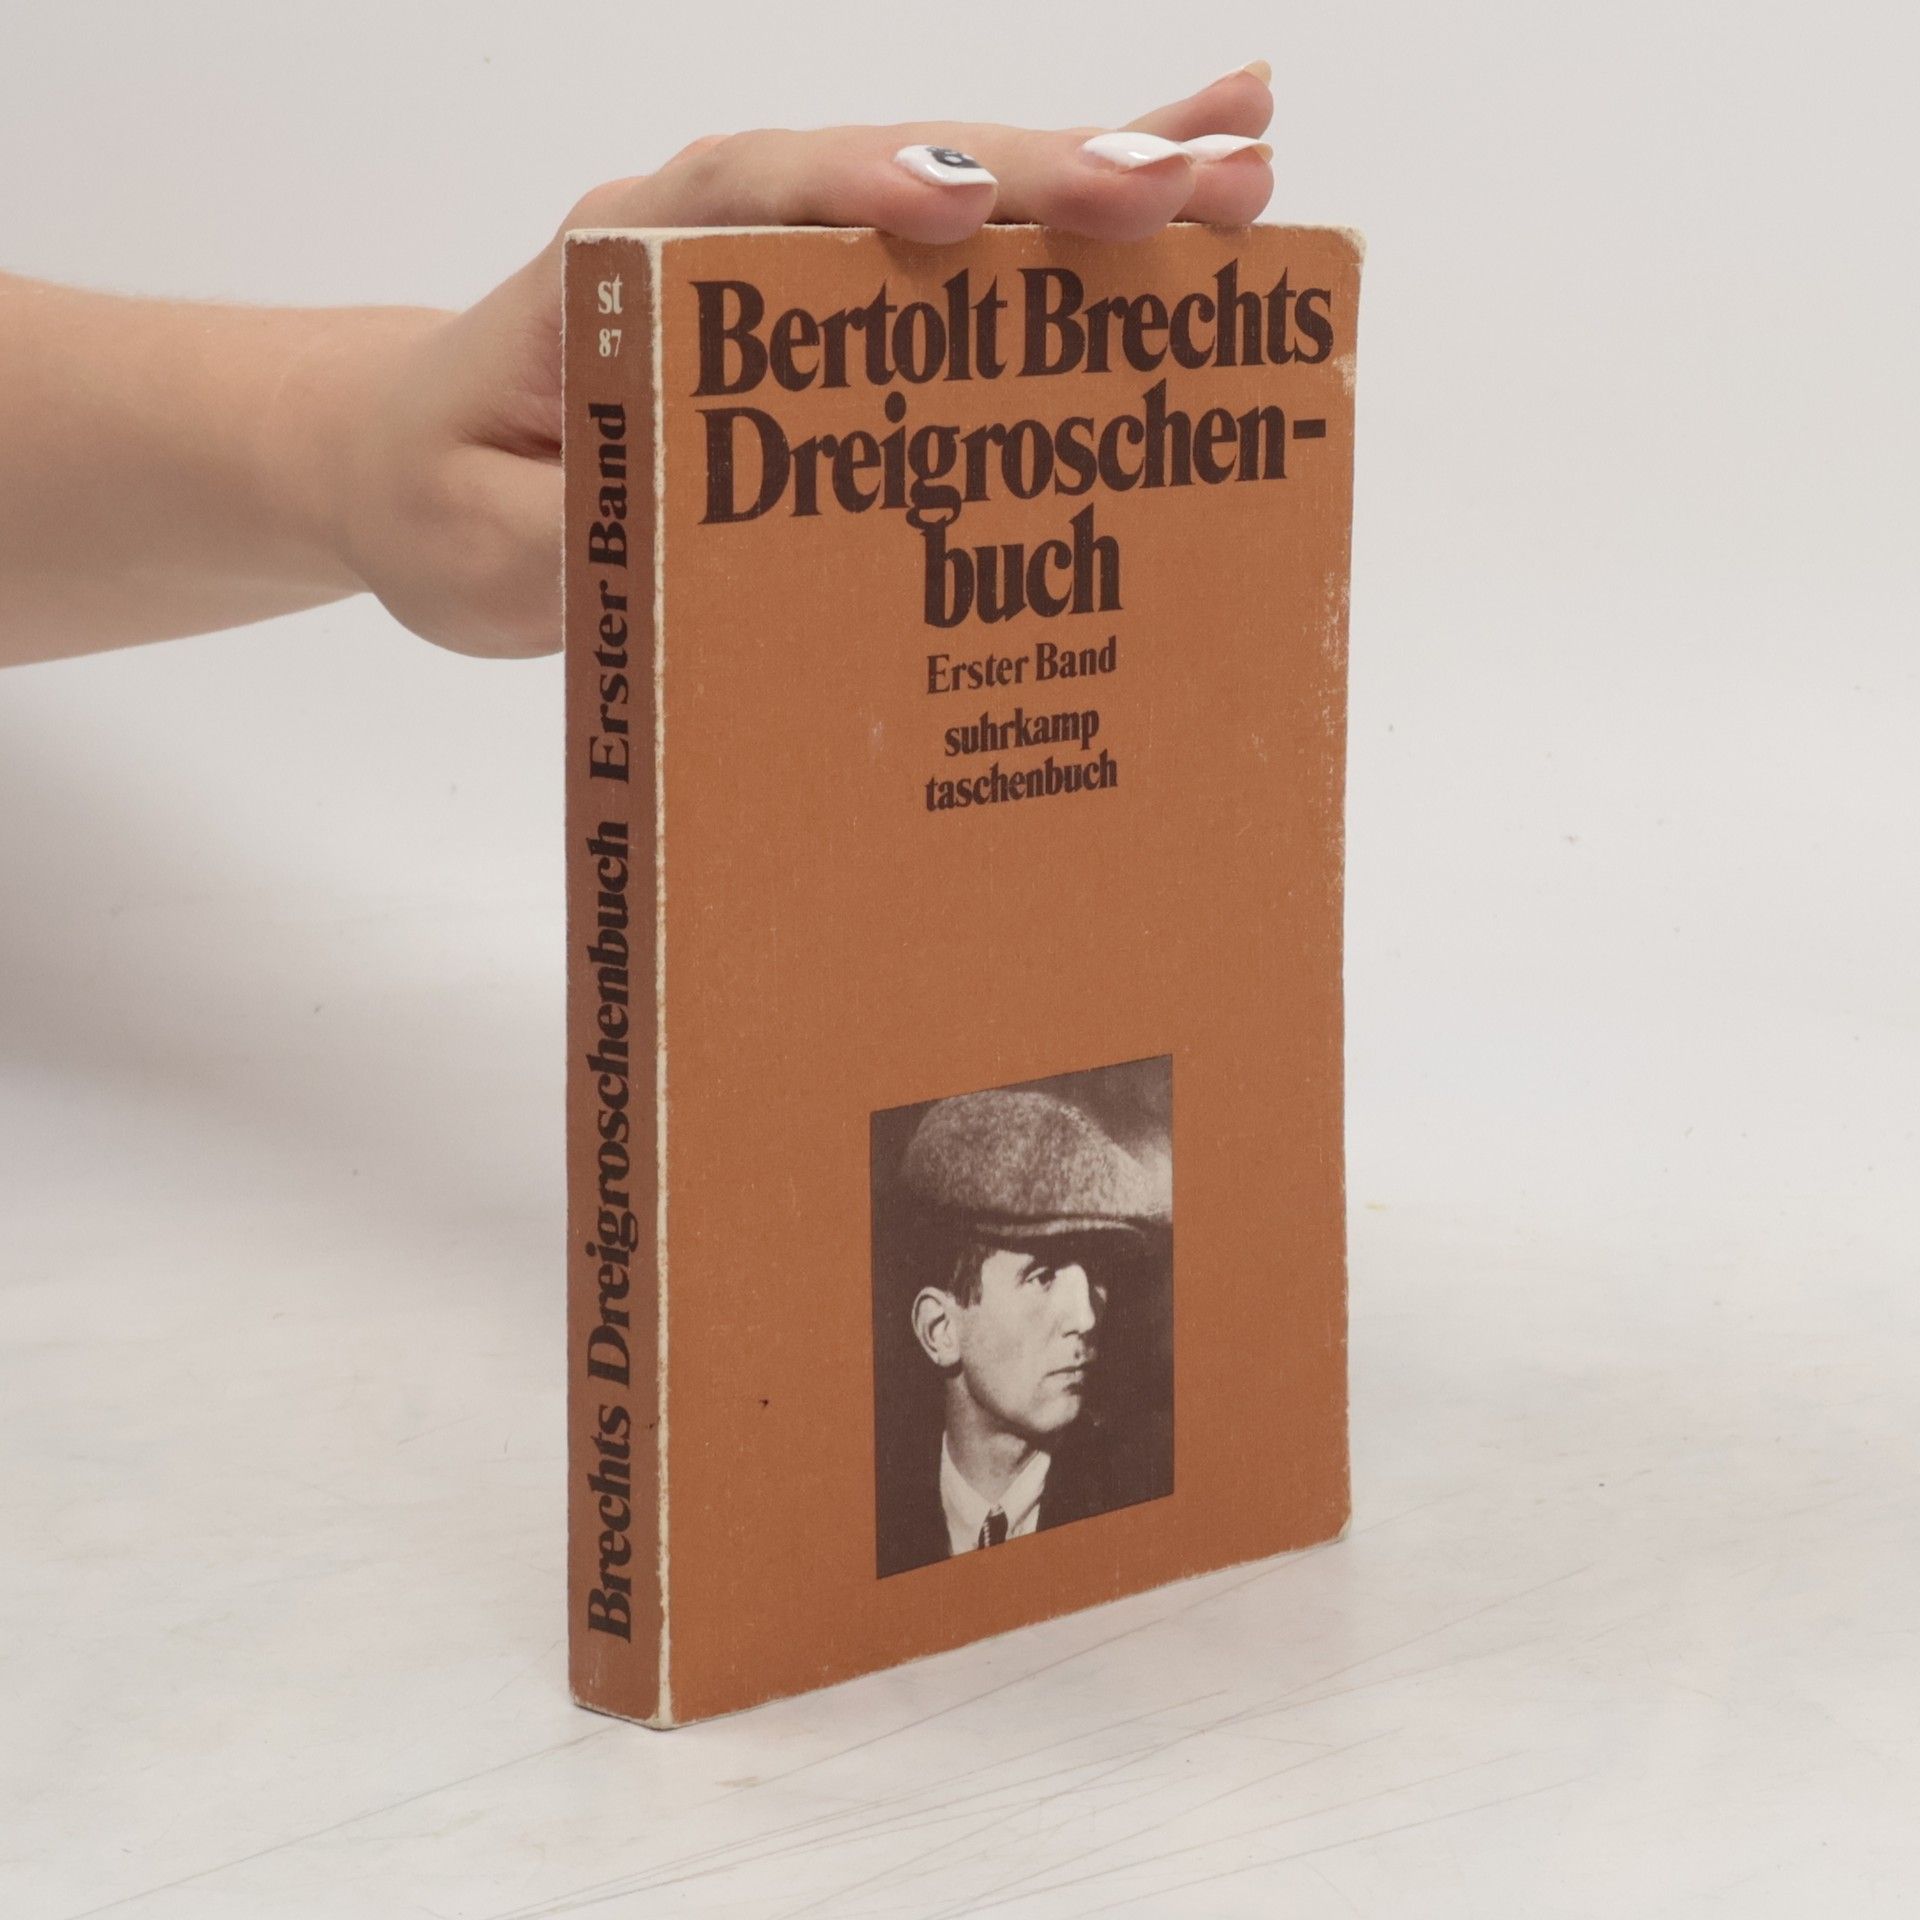 st
87
Brechts Dreigroschenbuch Erster Band
Bertolt Brechts
Dreigroschen-
buch
Erster Band
suhrkamp
taschenbuch